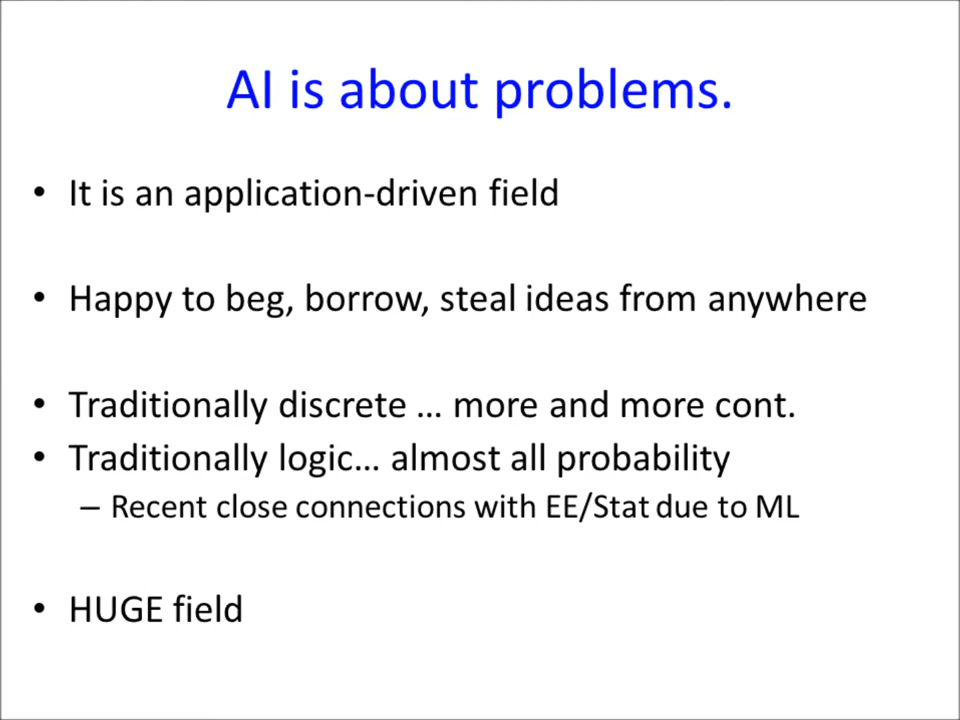 AI is about problems.
• It is an application-driven field
• Happy to beg, borrow, steal ideas from anywhere
• Traditionally discrete … more and more cont.
• Traditionally logic… almost all probability
– Recent close connections with EE/Stat due to ML
• HUGE field